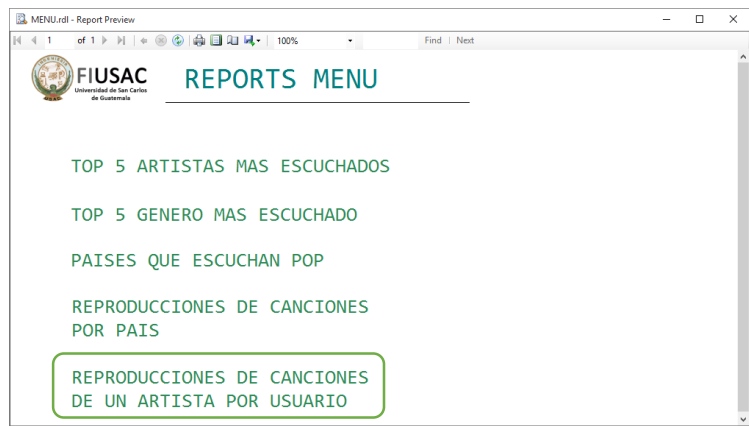 MENU.rdl - Report Preview
1 of 1 100% Find | Next
FIUSAC
Universidad de San Carlos
de Guatemala
REPORTS MENU
TOP 5 ARTISTAS MAS ESCUCHADOS
TOP 5 GENERO MAS ESCUCHADO
PAISES QUE ESCUCHAN POP
REPRODUCCIONES DE CANCIONES
POR PAIS
REPRODUCCIONES DE CANCIONES
DE UN ARTISTA POR USUARIO